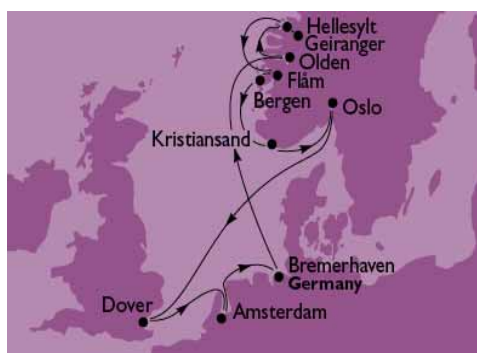 Hellesylt
Geiranger
Olden
Flåm
Bergen
Oslo
Kristiansand
Bremerhaven
Germany
Dover
Amsterdam